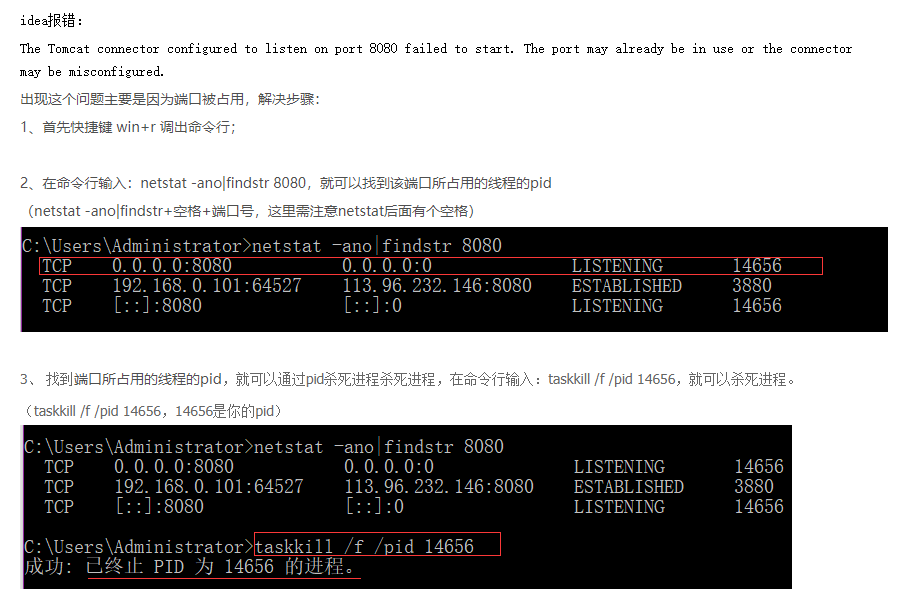 idea报错：
The Tomcat connector configured to listen on port 8080 failed to start. The port may already be in use or the connector
may be misconfigured.
出现这个问题主要是因为端口被占用，解决步骤：
1、首先快捷键 win+r 调出命令行；
2、在命令行输入：netstat -ano|findstr 8080，就可以找到该端口所占用的线程的pid
（netstat -ano|findstr+空格+端口号，这里需注意netstat后面有个空格）
C:\Users\Administrator>netstat -ano|findstr 8080
TCP 0.0.0.0:8080 0.0.0.0:0 LISTENING 14656
TCP 192.168.0.101:64527 113.96.232.146:8080 ESTABLISHED 3880
TCP [::]:8080 [::]:0 LISTENING 14656
3、 找到端口所占用的线程的pid，就可以通过pid杀死进程杀死进程，在命令行输入：taskkill /f /pid 14656，就可以杀死进程。
（taskkill /f /pid 14656，14656是你的pid）
C:\Users\Administrator>netstat -ano|findstr 8080
TCP 0.0.0.0:8080 0.0.0.0:0 LISTENING 14656
TCP 192.168.0.101:64527 113.96.232.146:8080 ESTABLISHED 3880
TCP [::]:8080 [::]:0 LISTENING 14656
C:\Users\Administrator>taskkill /f /pid 14656
成功: 已终止 PID 为 14656 的进程。